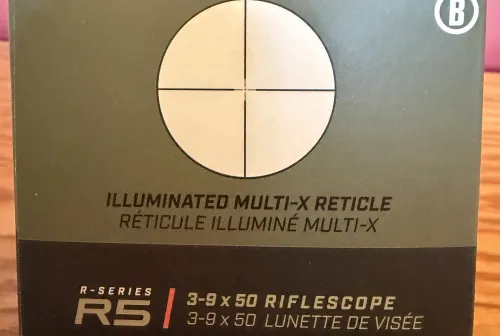 B
ILLUMINATED MULTI-X RETICLE
RÉTICULE ILLUMINÉ MULTI-X
R-SERIES
R5
3-9 x 50 RIFLESCOPE
3-9 x 50 LUNETTE DE VISÉE